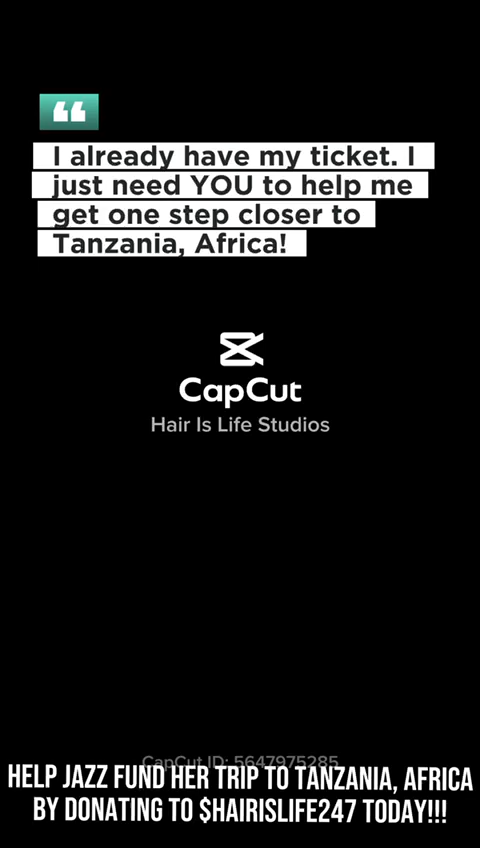 I already have my ticket. I
just need YOU to help me
get one step closer to
Tanzania, Africa!
CapCut
Hair Is Life Studios
CapCut ID: 5647975285
HELP JAZZ FUND HER TRIP TO TANZANIA, AFRICA
BY DONATING TO $HAIRISLIFE247 TODAY!!!